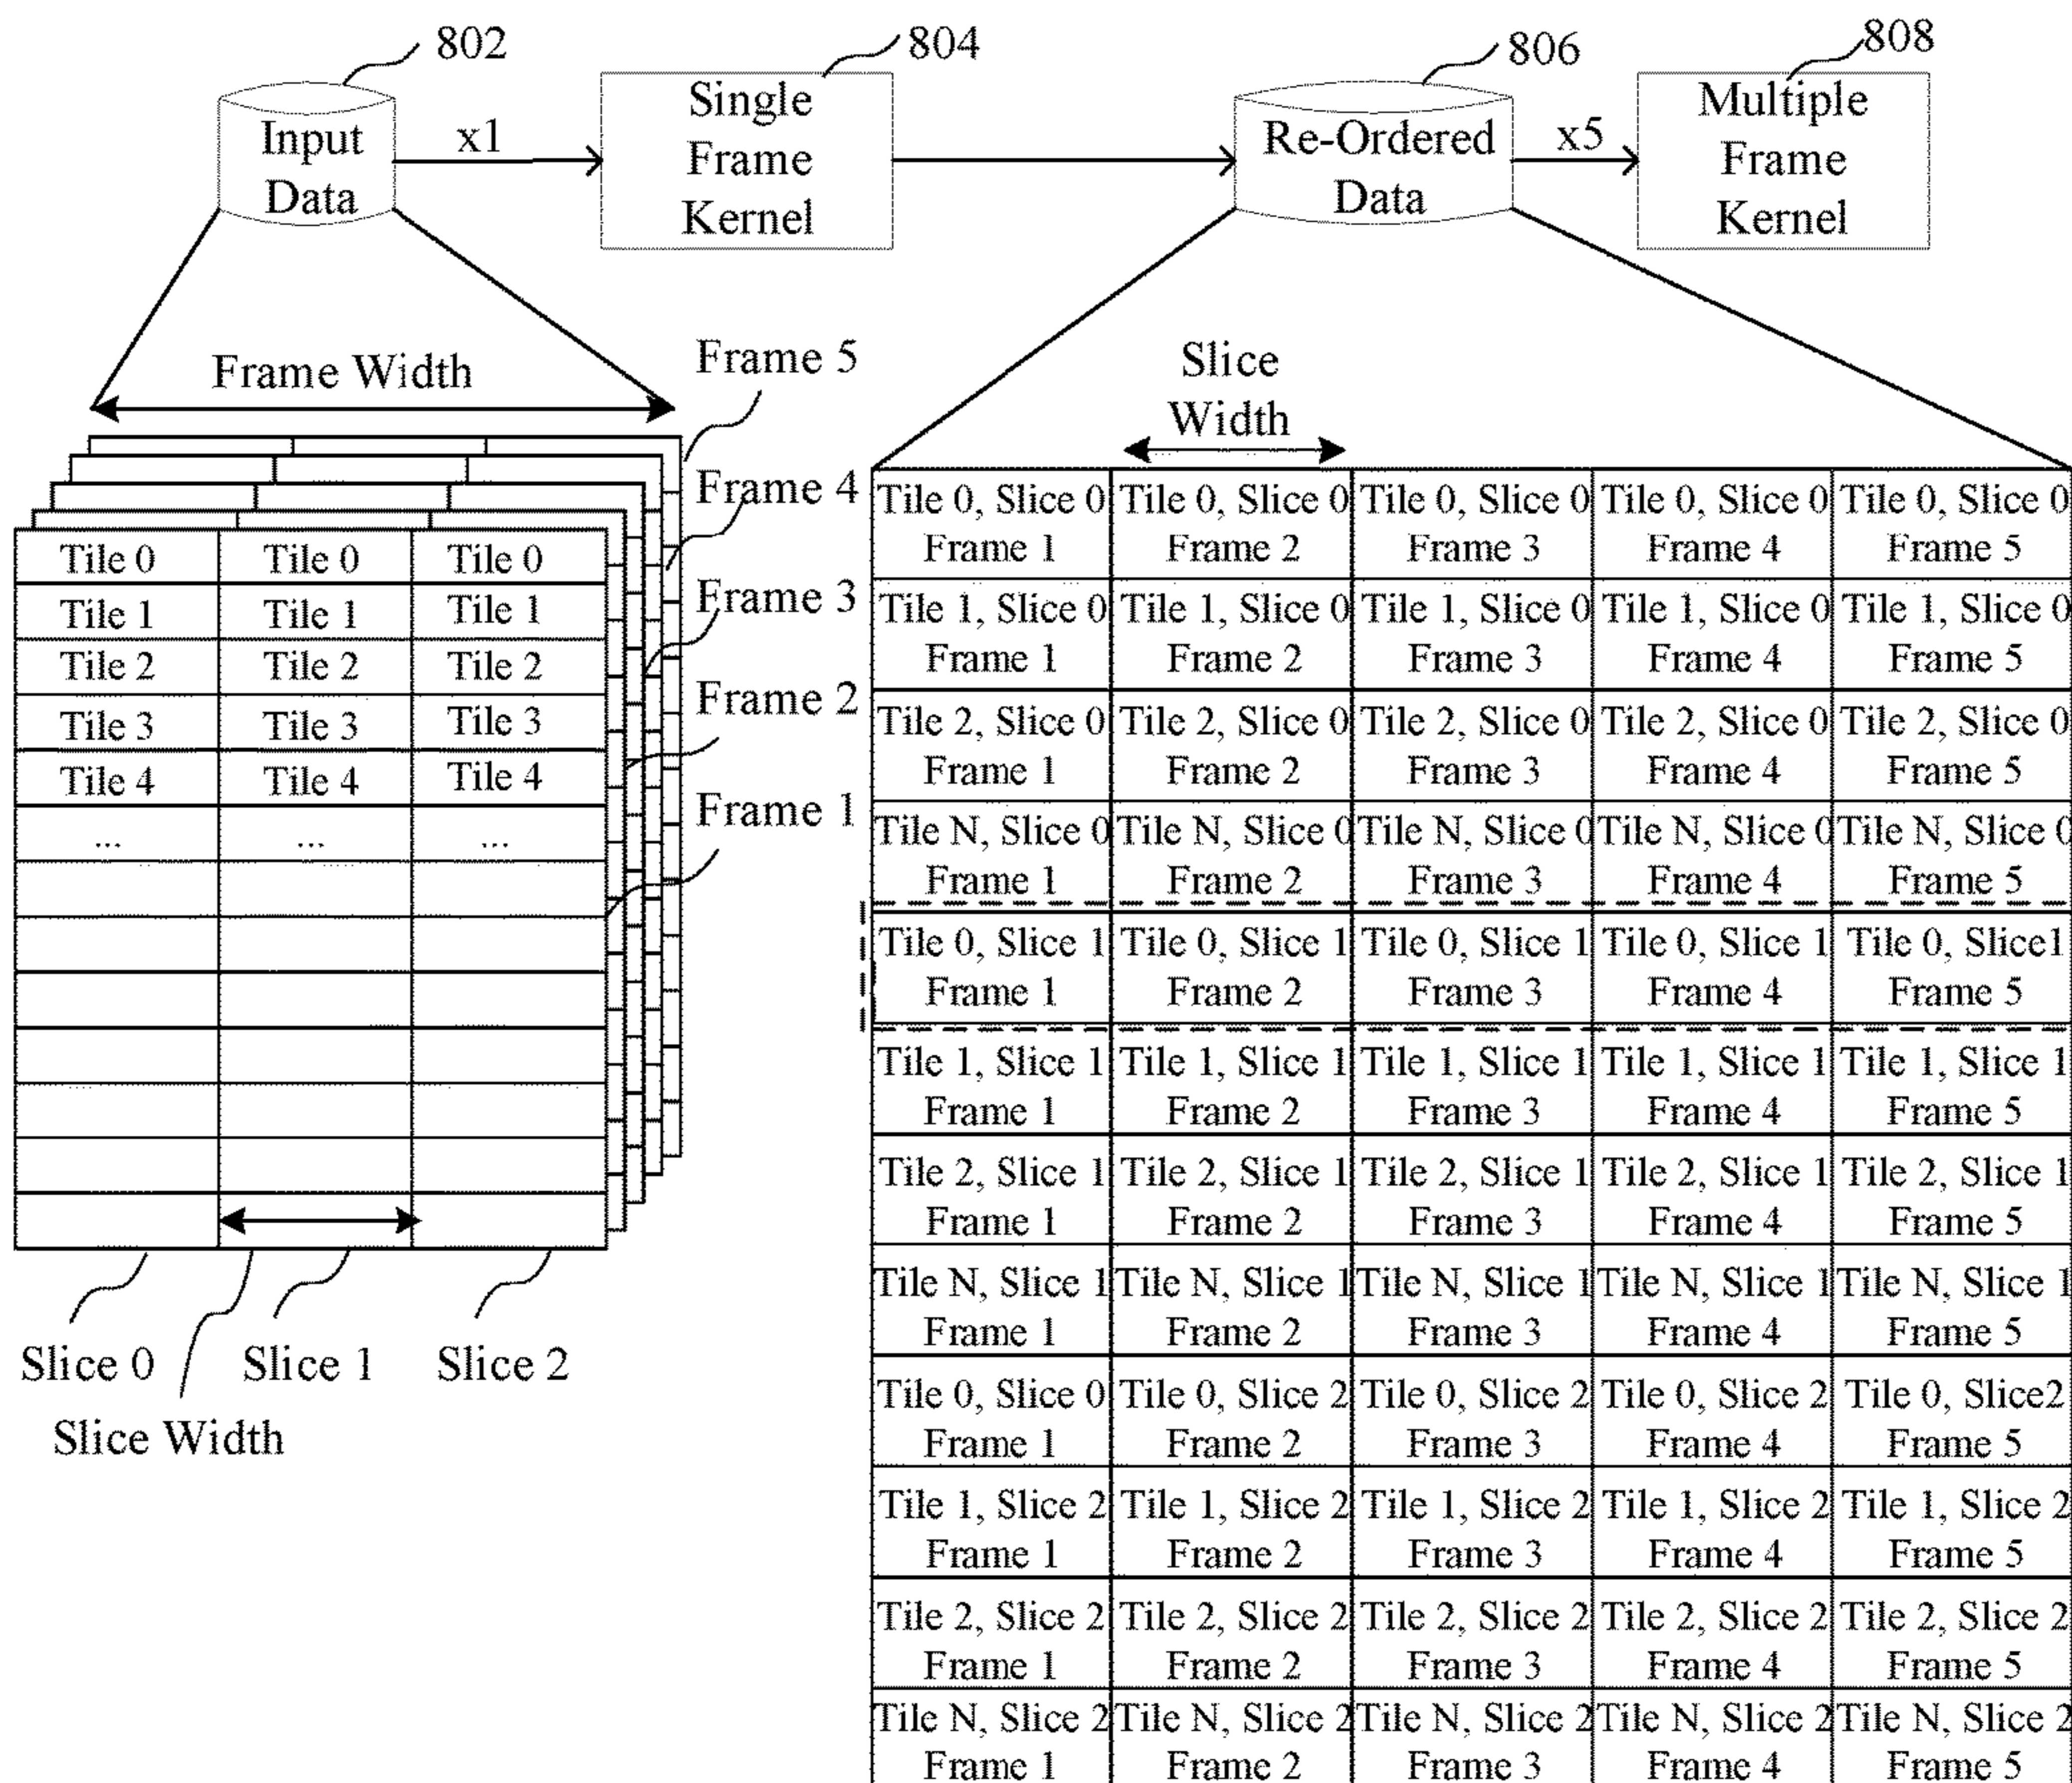 802
804
806
808
Input
Data
x1
Single
Frame
Kernel
Re-Ordered
Data
x5
Multiple
Frame
Kernel
Frame Width
Frame 5
Frame 4
Frame 3
Frame 2
Frame 1
Tile 0 Tile 0 Tile 0
Tile 1 Tile 1 Tile 1
Tile 2 Tile 2 Tile 2
Tile 3 Tile 3 Tile 3
Tile 4 Tile 4 Tile 4
... ... ...
Slice 0 Slice 1 Slice 2
Slice Width
Slice
Width
Tile 0, Slice 0 Tile 0, Slice 0 Tile 0, Slice 0 Tile 0, Slice 0 Tile 0, Slice 0
Frame 1 Frame 2 Frame 3 Frame 4 Frame 5
Tile 1, Slice 0 Tile 1, Slice 0 Tile 1, Slice 0 Tile 1, Slice 0 Tile 1, Slice 0
Frame 1 Frame 2 Frame 3 Frame 4 Frame 5
Tile 2, Slice 0 Tile 2, Slice 0 Tile 2, Slice 0 Tile 2, Slice 0 Tile 2, Slice 0
Frame 1 Frame 2 Frame 3 Frame 4 Frame 5
Tile N, Slice 0 Tile N, Slice 0 Tile N, Slice 0 Tile N, Slice 0 Tile N, Slice 0
Frame 1 Frame 2 Frame 3 Frame 4 Frame 5
Tile 0, Slice 1 Tile 0, Slice 1 Tile 0, Slice 1 Tile 0, Slice 1 Tile 0, Slice1
Frame 1 Frame 2 Frame 3 Frame 4 Frame 5
Tile 1, Slice 1 Tile 1, Slice 1 Tile 1, Slice 1 Tile 1, Slice 1 Tile 1, Slice 1
Frame 1 Frame 2 Frame 3 Frame 4 Frame 5
Tile 2, Slice 1 Tile 2, Slice 1 Tile 2, Slice 1 Tile 2, Slice 1 Tile 2, Slice 1
Frame 1 Frame 2 Frame 3 Frame 4 Frame 5
Tile N, Slice 1 Tile N, Slice 1 Tile N, Slice 1 Tile N, Slice 1 Tile N, Slice 1
Frame 1 Frame 2 Frame 3 Frame 4 Frame 5
Tile 0, Slice 0 Tile 0, Slice 2 Tile 0, Slice 2 Tile 0, Slice 2 Tile 0, Slice2
Frame 1 Frame 2 Frame 3 Frame 4 Frame 5
Tile 1, Slice 2 Tile 1, Slice 2 Tile 1, Slice 2 Tile 1, Slice 2 Tile 1, Slice 2
Frame 1 Frame 2 Frame 3 Frame 4 Frame 5
Tile 2, Slice 2 Tile 2, Slice 2 Tile 2, Slice 2 Tile 2, Slice 2 Tile 2, Slice 2
Frame 1 Frame 2 Frame 3 Frame 4 Frame 5
Tile N, Slice 2 Tile N, Slice 2 Tile N, Slice 2 Tile N, Slice 2 Tile N, Slice 2
Frame 1 Frame 2 Frame 3 Frame 4 Frame 5